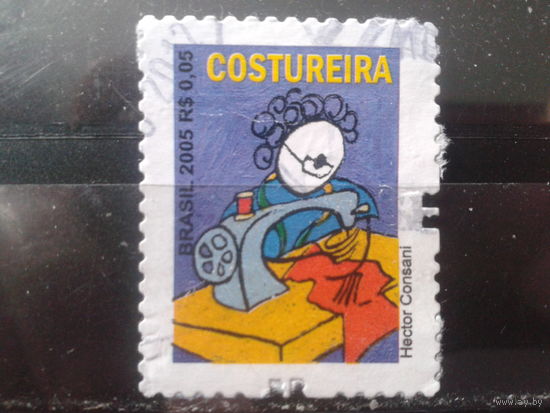 COSTUREIRA
BRASIL 2005 R$ 0,05
Hector Consani
www.ay.by